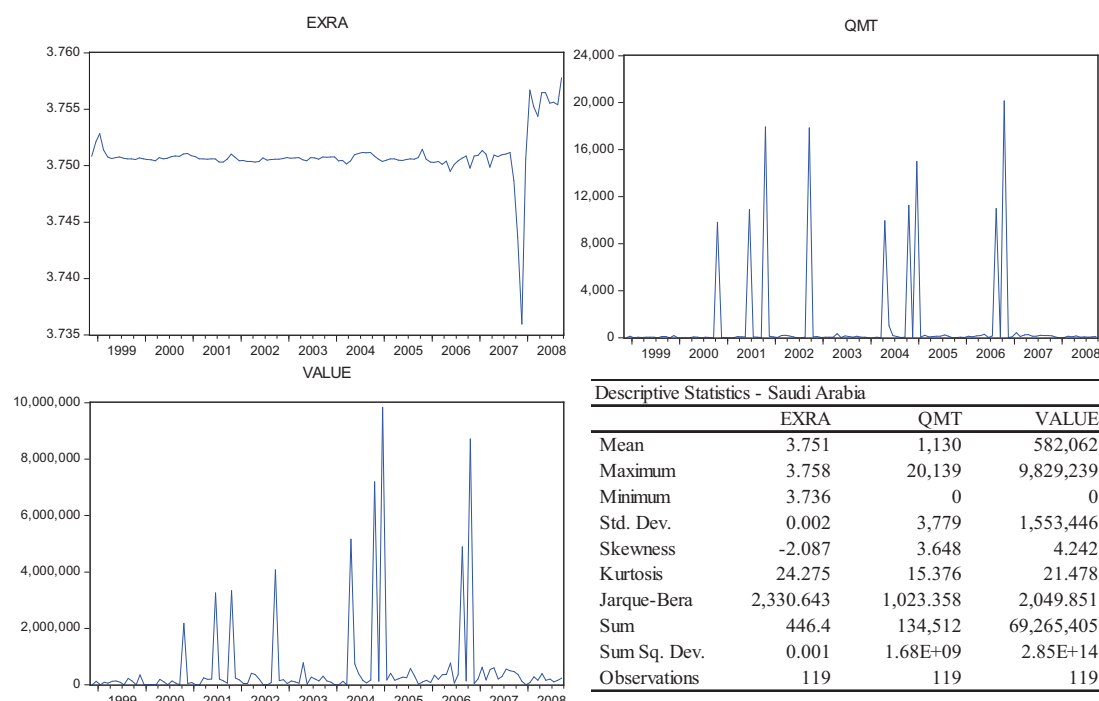 EXRA
3.760
3.755
3.750
3.745
3.740
3.735
1999 2000 2001 2002 2003 2004 2005 2006 2007 2008
QMT
24,000
20,000
16,000
12,000
8,000
4,000
0
1999 2000 2001 2002 2003 2004 2005 2006 2007 2008
VALUE
10,000,000
8,000,000
6,000,000
4,000,000
2,000,000
0
1999 2000 2001 2002 2003 2004 2005 2006 2007 2008
Descriptive Statistics - Saudi Arabia
EXRA QMT VALUE
Mean 3.751 1,130 582,062
Maximum 3.758 20,139 9,829,239
Minimum 3.736 0 0
Std. Dev. 0.002 3,779 1,553,446
Skewness -2.087 3.648 4.242
Kurtosis 24.275 15.376 21.478
Jarque-Bera 2,330.643 1,023.358 2,049.851
Sum 446.4 134,512 69,265,405
Sum Sq. Dev. 0.001 1.68E+09 2.85E+14
Observations 119 119 119